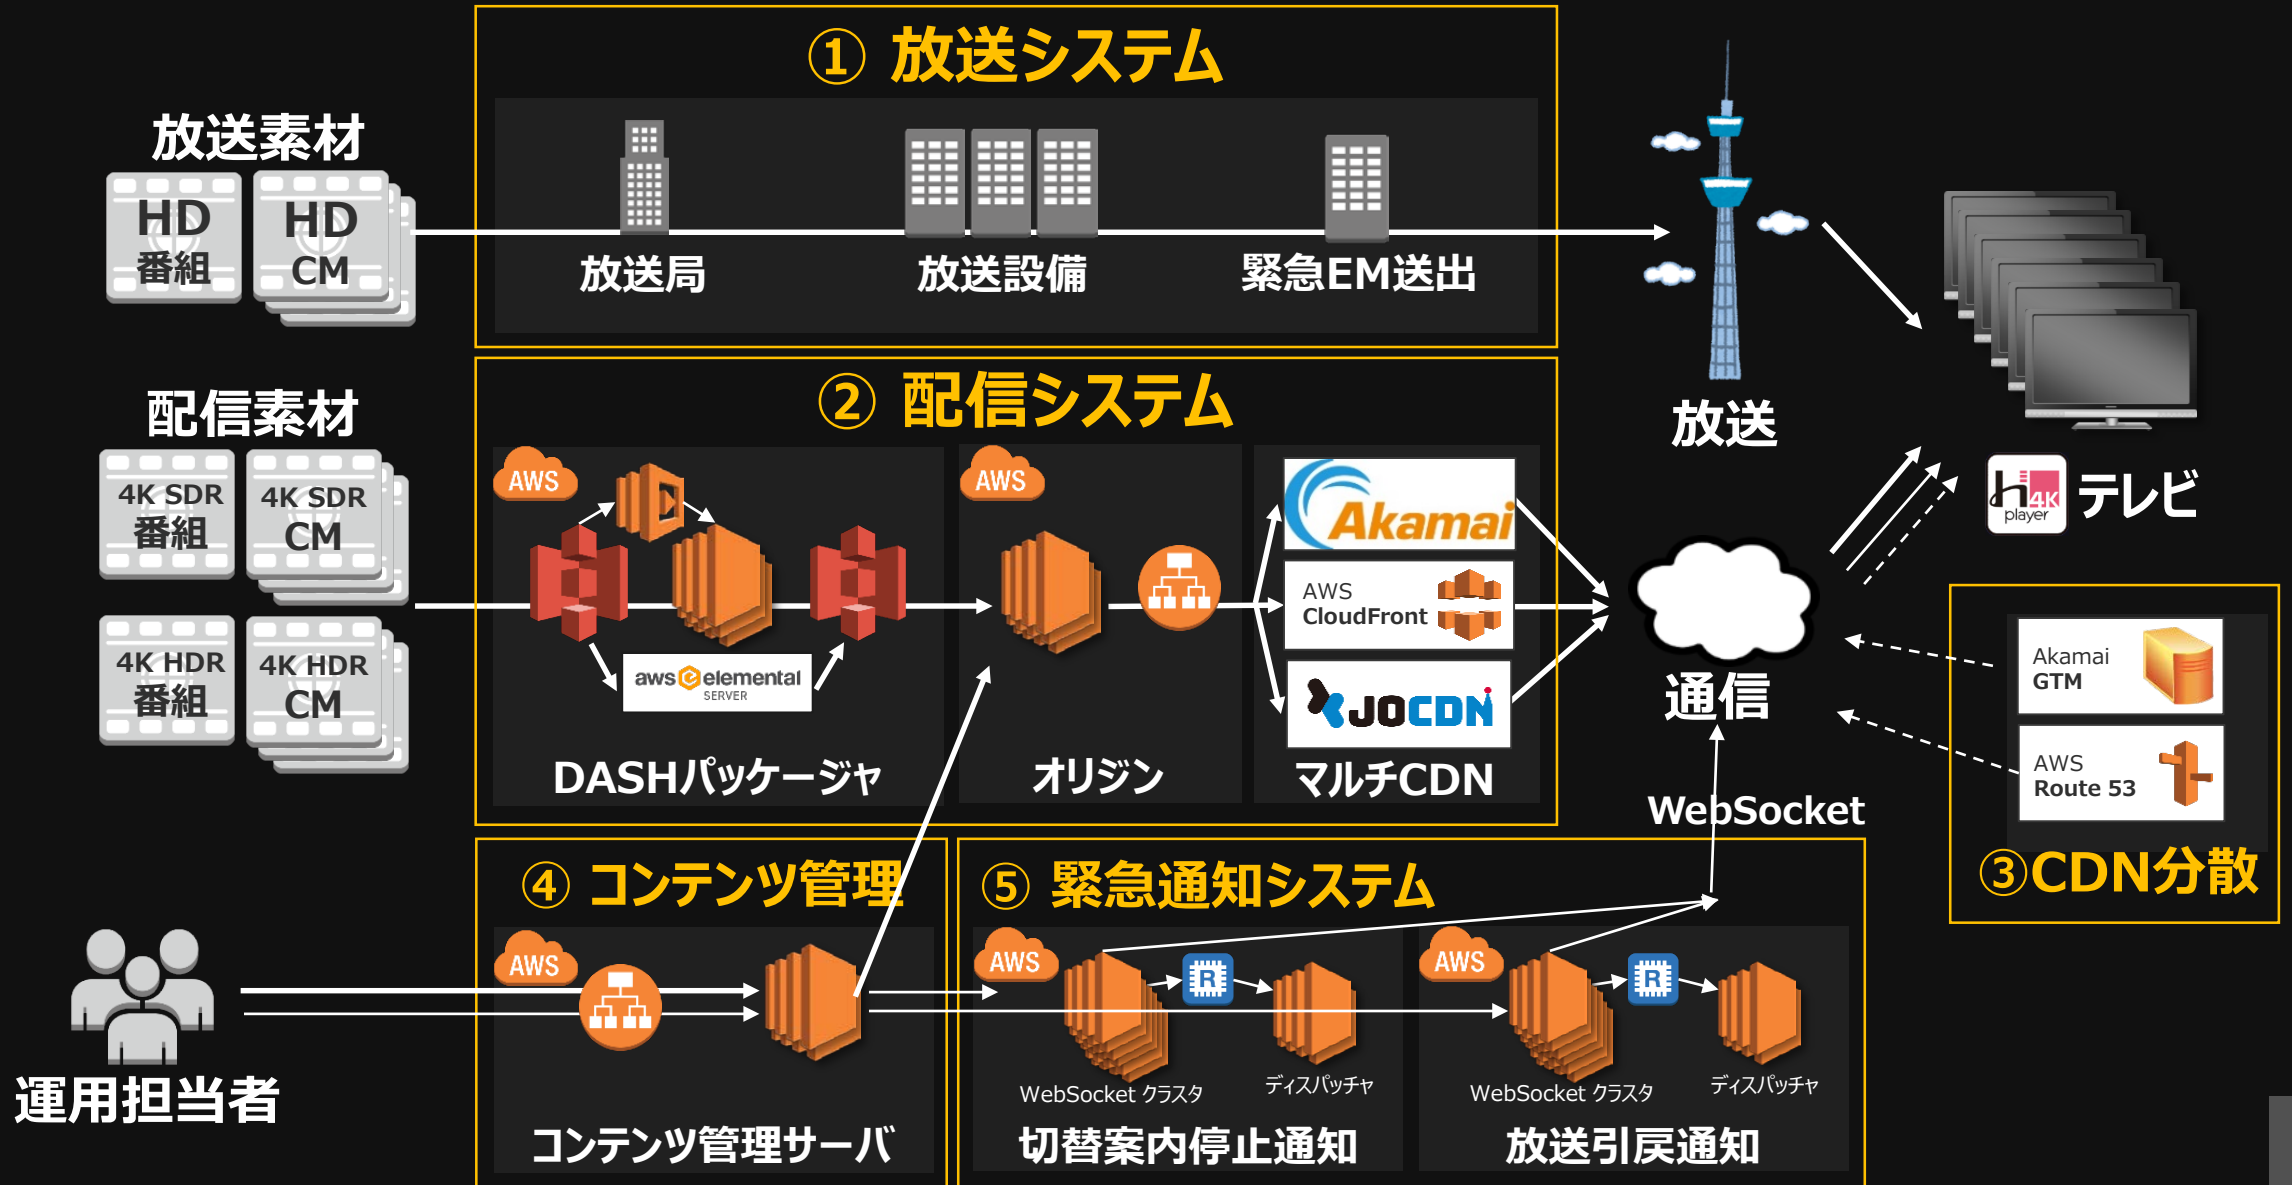 ① 放送システム
放送素材
HD
番組
HD
CM
放送局
放送設備
緊急EM送出
放送
② 配信システム
配信素材
4K SDR
番組
4K SDR
CM
4K HDR
番組
4K HDR
CM
AWS
aws elemental
SERVER
DASHパッケージャ
AWS
オリジン
Akamai
AWS
CloudFront
JOCDN
マルチCDN
通信
WebSocket
h 4K
player
テレビ
Akamai
GTM
AWS
Route 53
③CDN分散
④ コンテンツ管理
AWS
コンテンツ管理サーバ
運用担当者
⑤ 緊急通知システム
AWS
R
WebSocket クラスタ
ディスパッチャ
切替案内停止通知
AWS
R
WebSocket クラスタ
ディスパッチャ
放送引戻通知